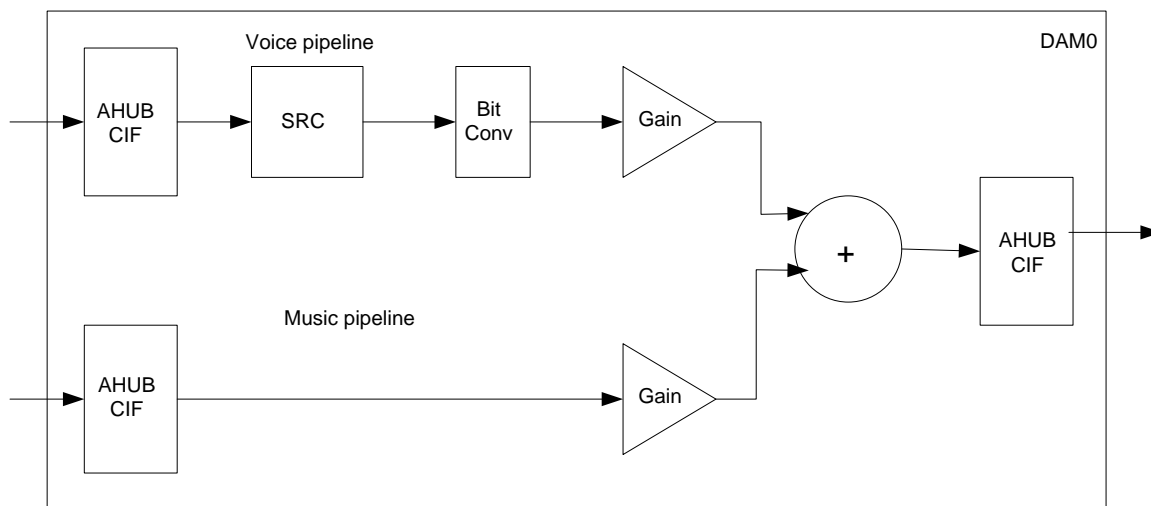 Voice pipeline
DAM0
AHUB
CIF
SRC
Bit
Conv
Gain
+
AHUB
CIF
Music pipeline
AHUB
CIF
Gain